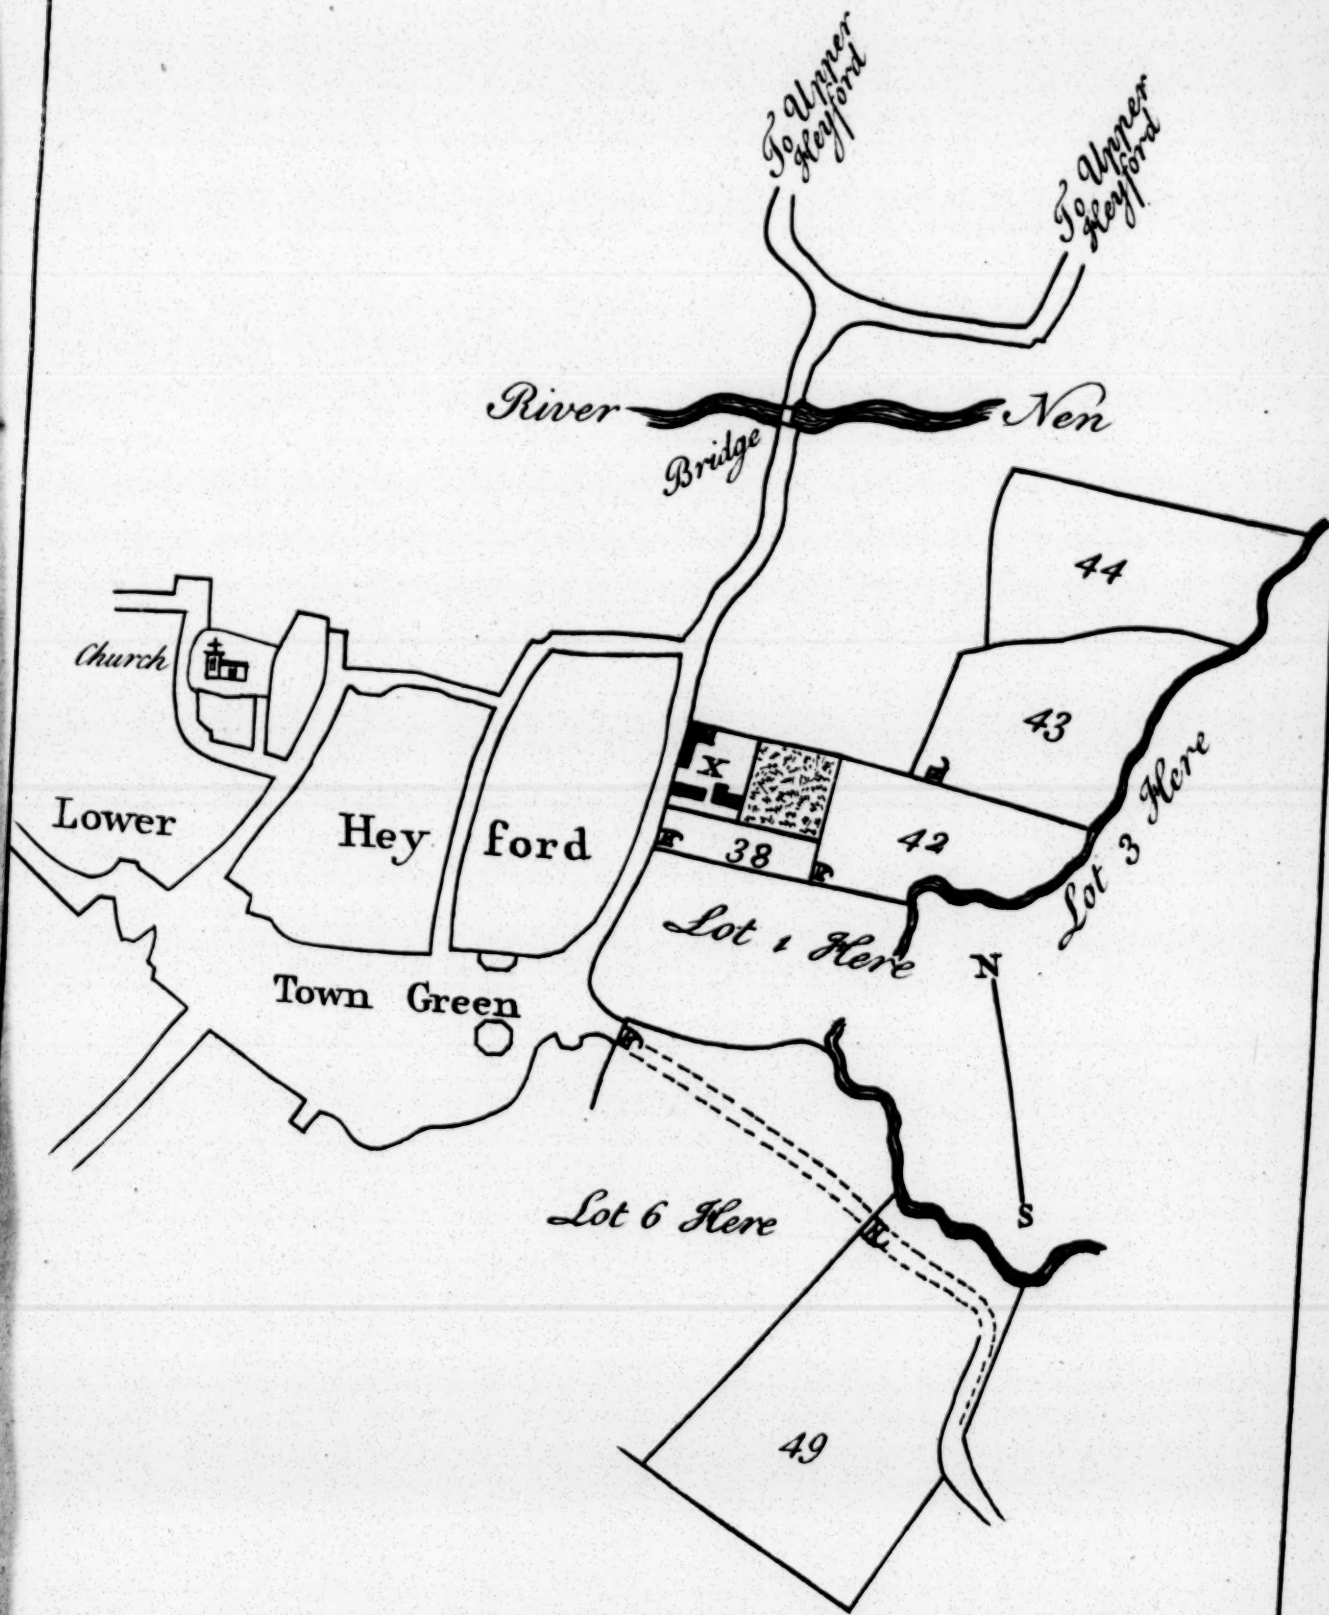 To Upper
Heyford
To Upper
Heyford
River Nen
Bridge
44
Church
43
X
Lower Hey ford
38
42
Lot 3 Here
Lot 1 Here
N
Town Green
S
Lot 6 Here
49